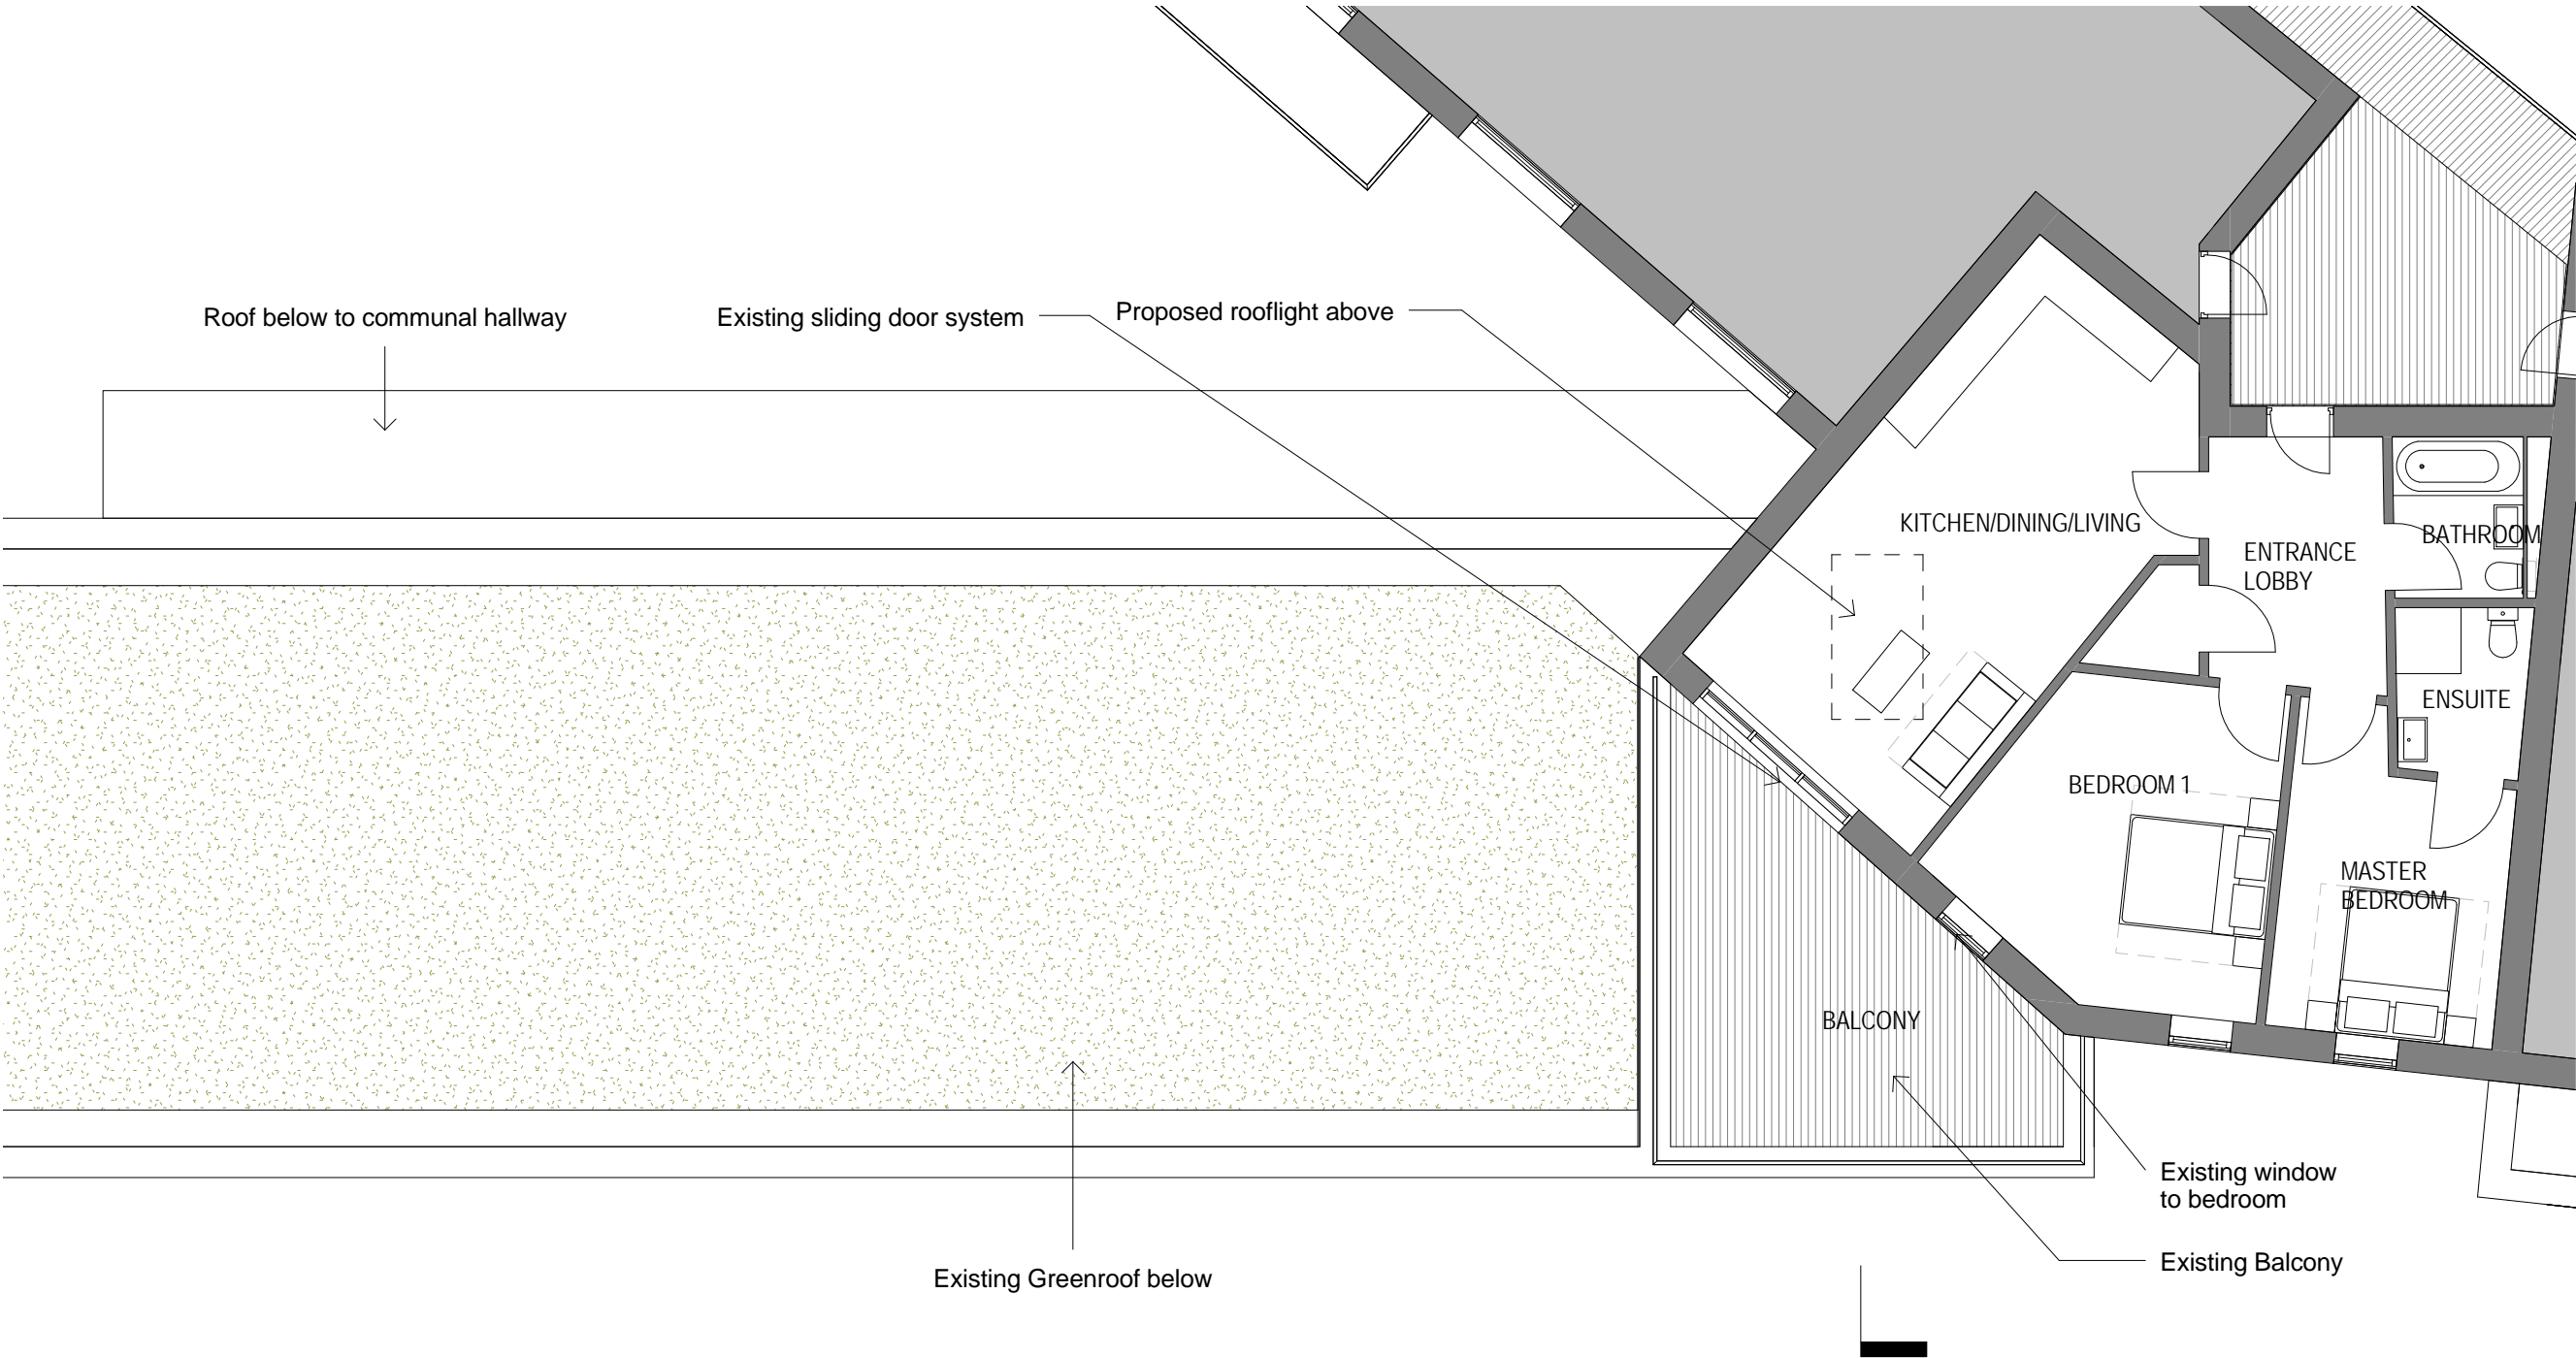 Roof below to communal hallway
Existing sliding door system
Proposed rooflight above
KITCHEN/DINING/LIVING
ENTRANCE
LOBBY
BATHROOM
ENSUITE
BEDROOM 1
MASTER
BEDROOM
BALCONY
Existing window
to bedroom
Existing Balcony
Existing Greenroof below